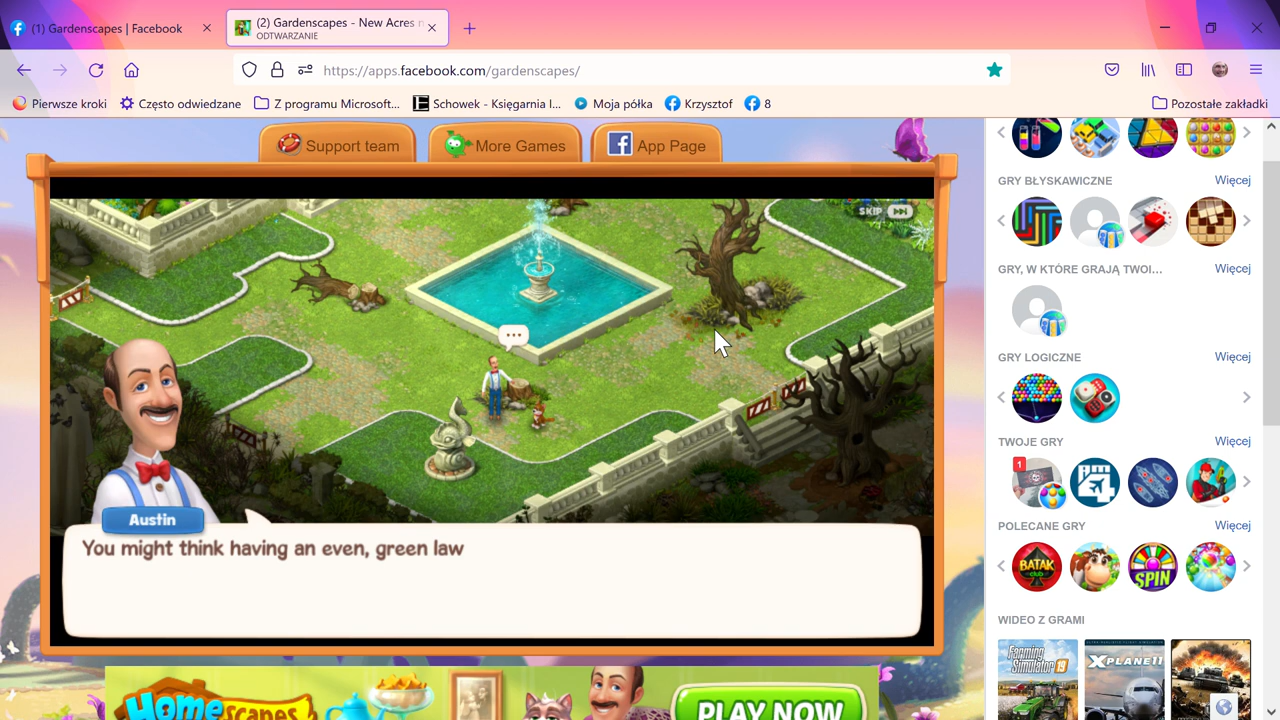 (1) Gardenscapes | Facebook
(2) Gardenscapes - New Acres n
ODTWARZANIE
https://apps.facebook.com/gardenscapes/
Pierwsze kroki
Często odwiedzane
Z programu Microsoft...
Schowek - Księgarnia I...
Moja półka
Krzysztof
8
Pozostałe zakładki
Support team
More Games
App Page
SKIP
Austin
You might think having an even, green law
GRY BŁYSKAWICZNE
Więcej
GRY, W KTÓRE GRAJĄ TWOI...
Więcej
GRY LOGICZNE
Więcej
TWOJE GRY
Więcej
1
POLECANE GRY
Więcej
BATAK
club
SPIN
WIDEO Z GRAMI
Farming
Simulator 19
X-PLANE 11
Homescapes
PLAY NOW